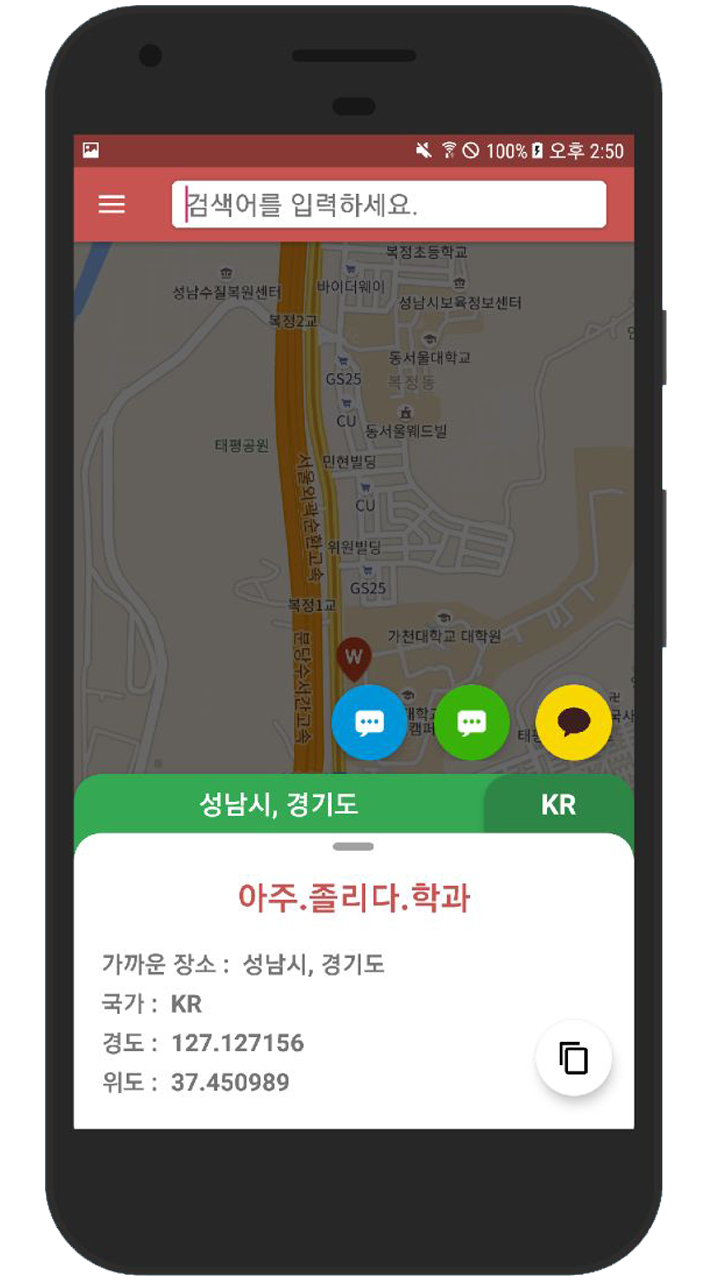 100% 오후 2:50
검색어를 입력하세요.
복정초등학교
성남수질복원센터
바이더웨이
성남시보육정보센터
복정2교
동서울대학교
GS25
복정동
CU
동서울웨드빌
태평공원
민현빌딩
서울외곽순환고속
CU
위원빌딩
GS25
복정1교
가천대학교 대학원
분당수서간고속
W
대학교
캠퍼
태평
국사
성남시, 경기도
KR
아주.졸리다.학과
가까운 장소 : 성남시, 경기도
국가 : KR
경도 : 127.127156
위도 : 37.450989